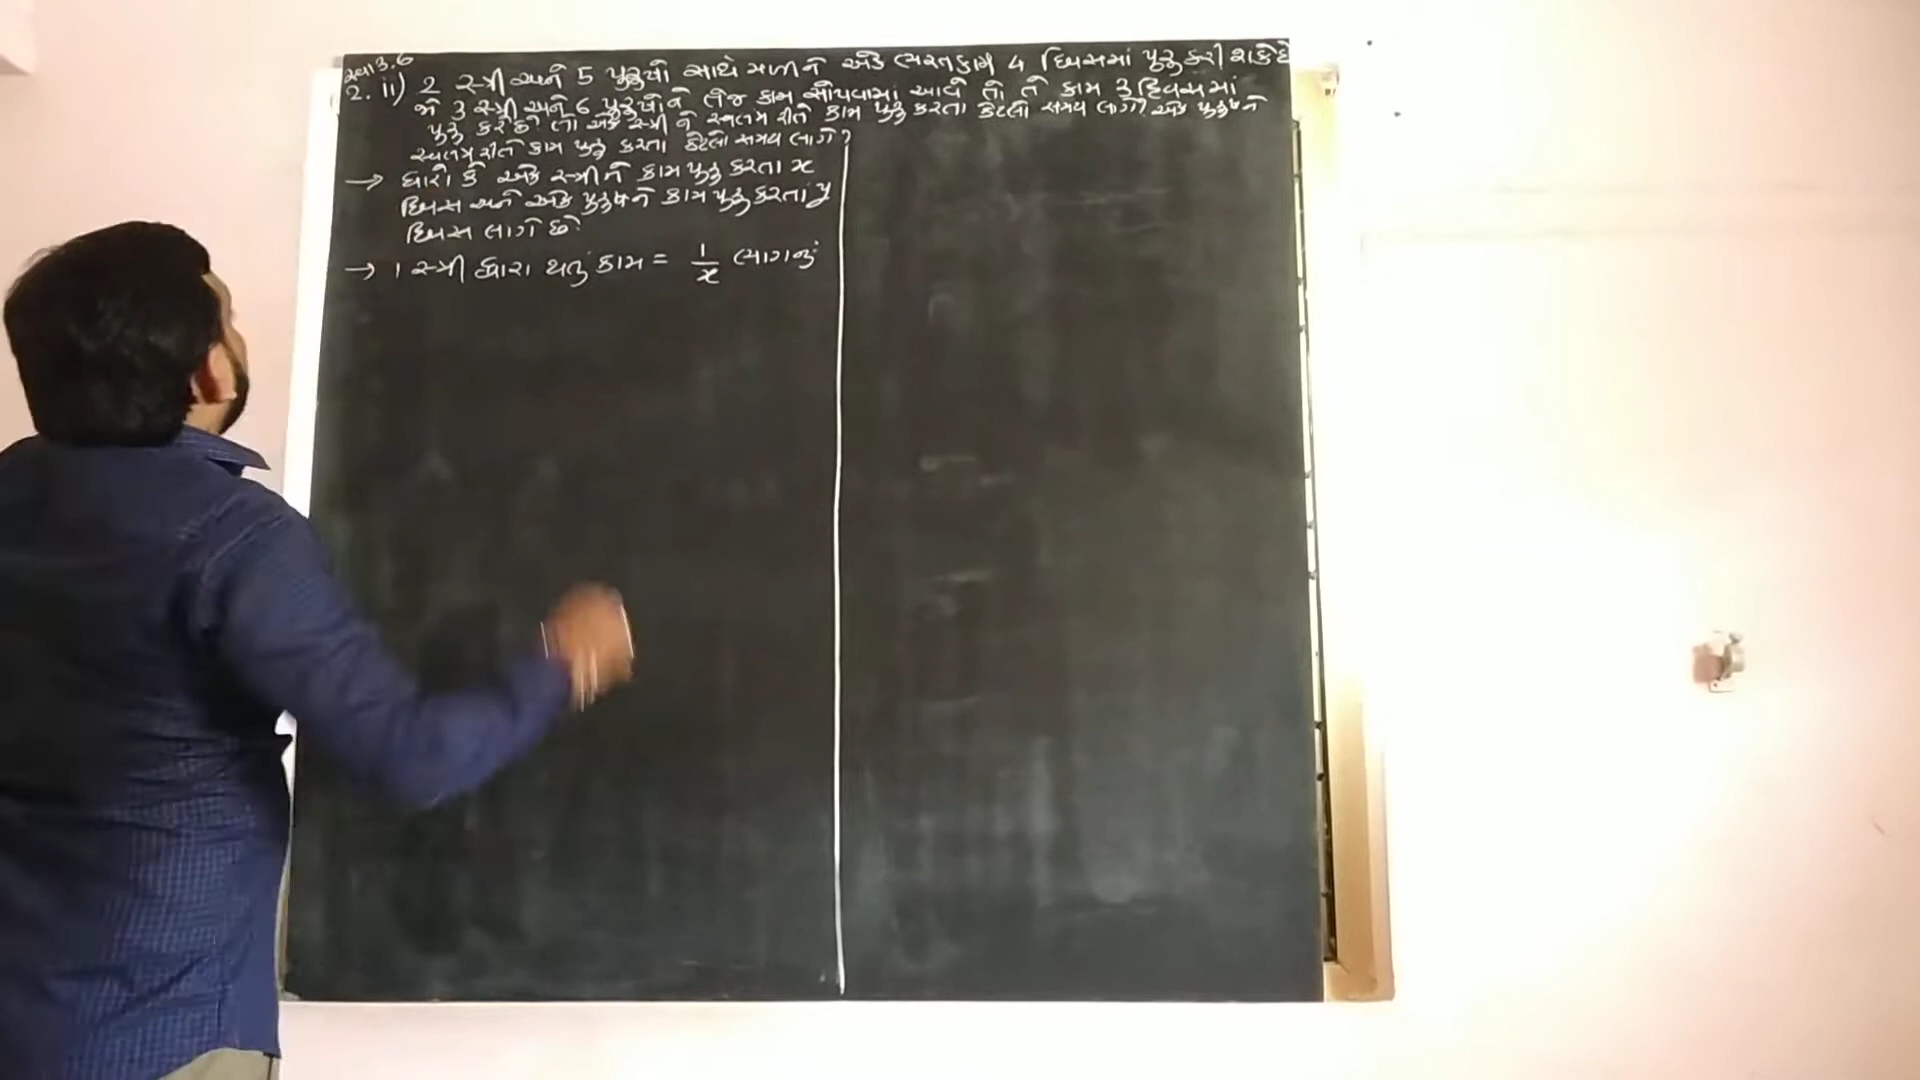 સ્વા 3.6
2. ii) 2 સ્ત્રી અને 5 પુરુષો સાથે મળીને એક ભરતકામ 4 દિવસમાં પુરુ કરી શકે છે
જો 3 સ્ત્રી અને 6 પુરુષોને તેજ કામ સોંપવામાં આવે તો તે કામ 3 દિવસમાં
પુરુ કરે છે. તો એક સ્ત્રી ને સ્વતંત્ર રીતે કામ પુરુ કરતા કેટલો સમય લાગે? એક પુરુષને
સ્વતંત્ર રીતે કામ પુરુ કરતા કેટલો સમય લાગે?
→ ધારો કે એક સ્ત્રીને કામ પુરુ કરતા x
દિવસ અને એક પુરુષને કામ પુરુ કરતાં y
દિવસ લાગે છે.
→ 1 સ્ત્રી દ્વારા થતુ કામ = 1/x ભાગનું